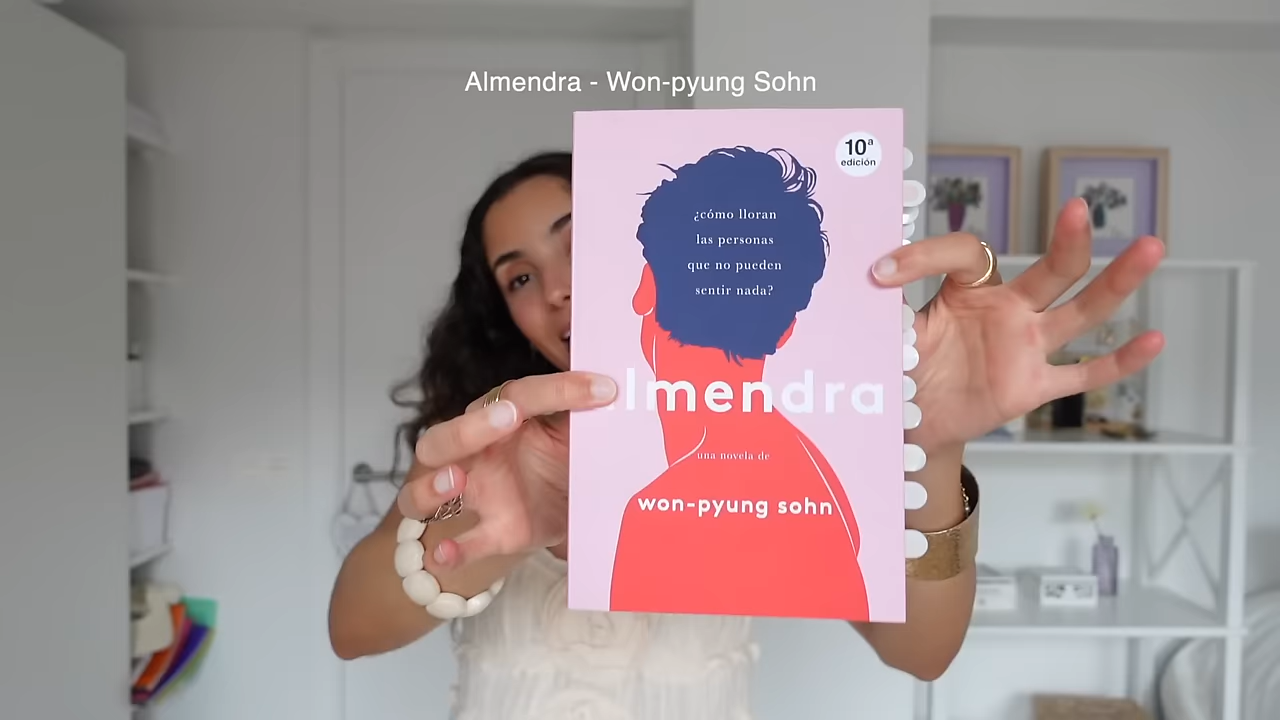 Almendra - Won-pyung Sohn
10ª
edición
¿cómo lloran
las personas
que no pueden
sentir nada?
almendra
una novela de
won-pyung sohn